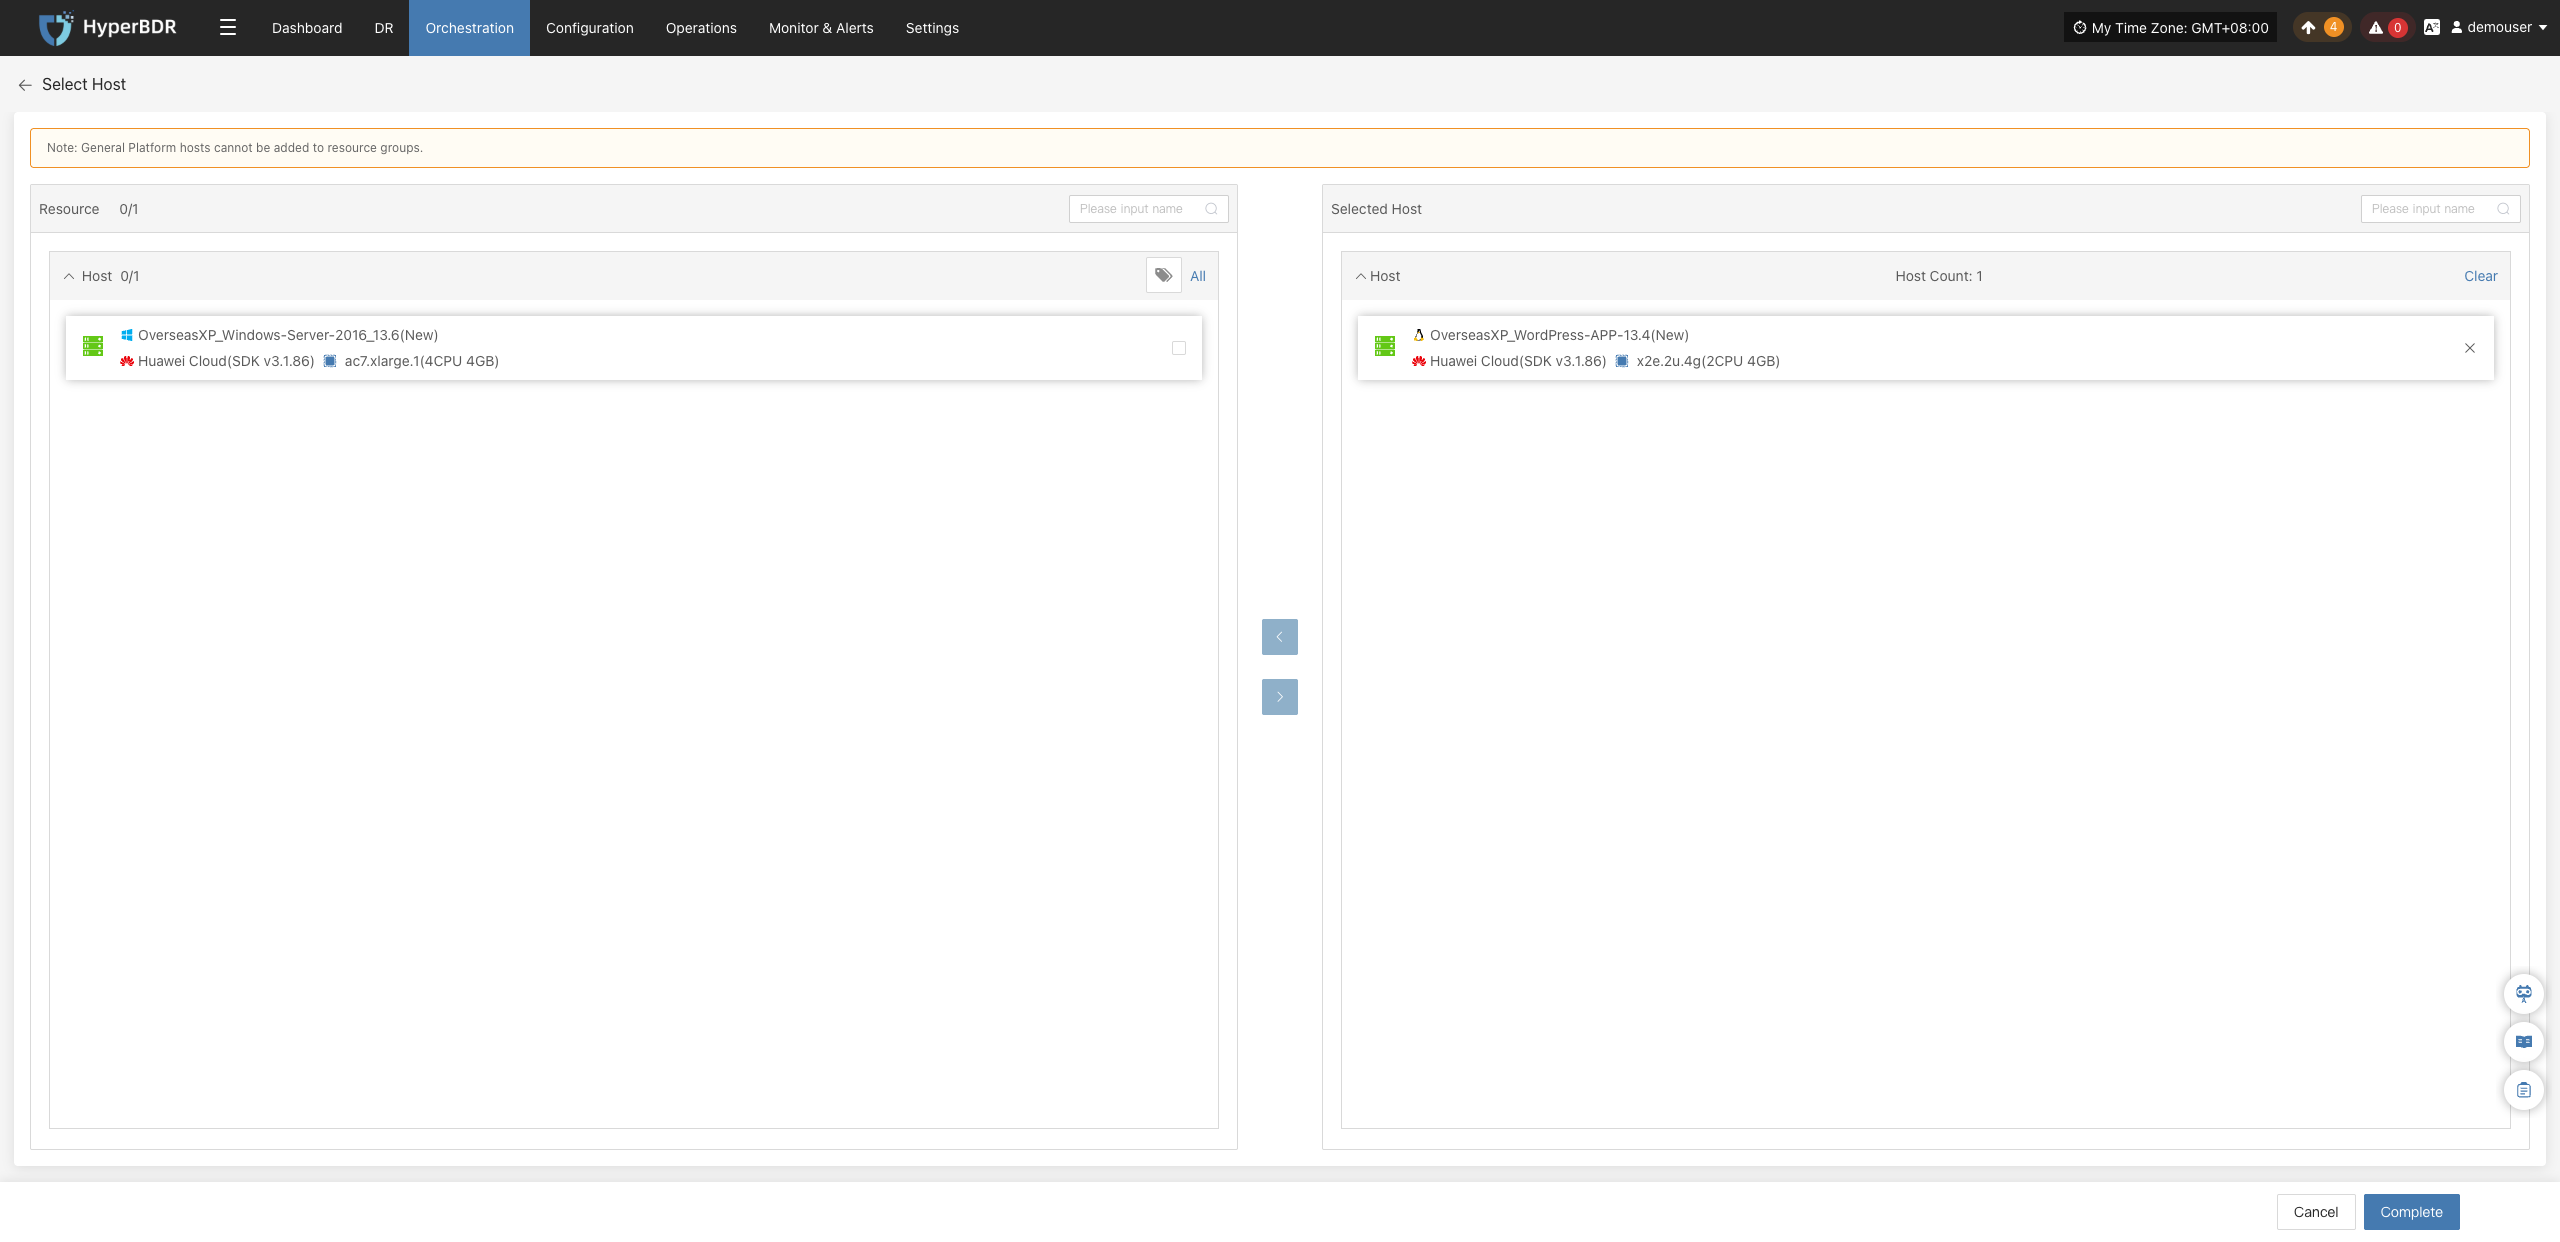 HyperBDR
Dashboard DR Orchestration Configuration Operations Monitor & Alerts Settings
My Time Zone: GMT+08:00 4 0 demouser
Select Host
Note: General Platform hosts cannot be added to resource groups.
Resource 0/1 Please input name
Selected Host Please input name
Host 0/1 All
Host Host Count: 1 Clear
OverseasXP_Windows-Server-2016_13.6(New)
Huawei Cloud(SDK v3.1.86) ac7.xlarge.1(4CPU 4GB)
OverseasXP_WordPress-APP-13.4(New)
Huawei Cloud(SDK v3.1.86) x2e.2u.4g(2CPU 4GB)
Cancel Complete